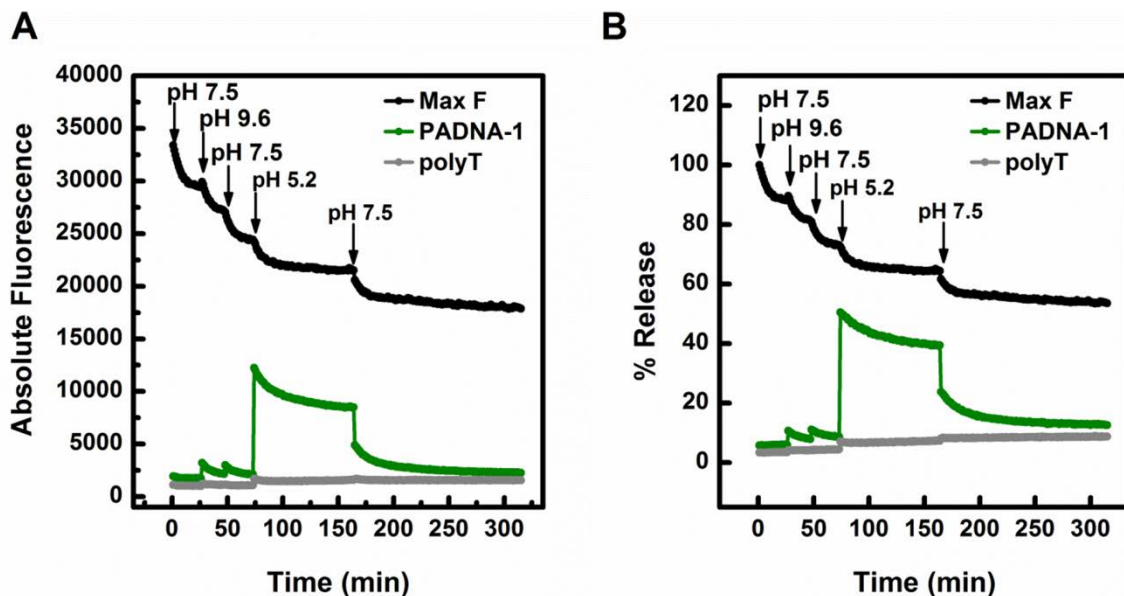 A
Absolute Fluorescence
40000
35000
30000
25000
20000
15000
10000
5000
0
pH 7.5
pH 9.6
pH 7.5
pH 5.2
pH 7.5
Max F
PADNA-1
polyT
0 50 100 150 200 250 300
Time (min)
B
% Release
120
100
80
60
40
20
0
pH 7.5
pH 9.6
pH 7.5
pH 5.2
pH 7.5
Max F
PADNA-1
polyT
0 50 100 150 200 250 300
Time (min)